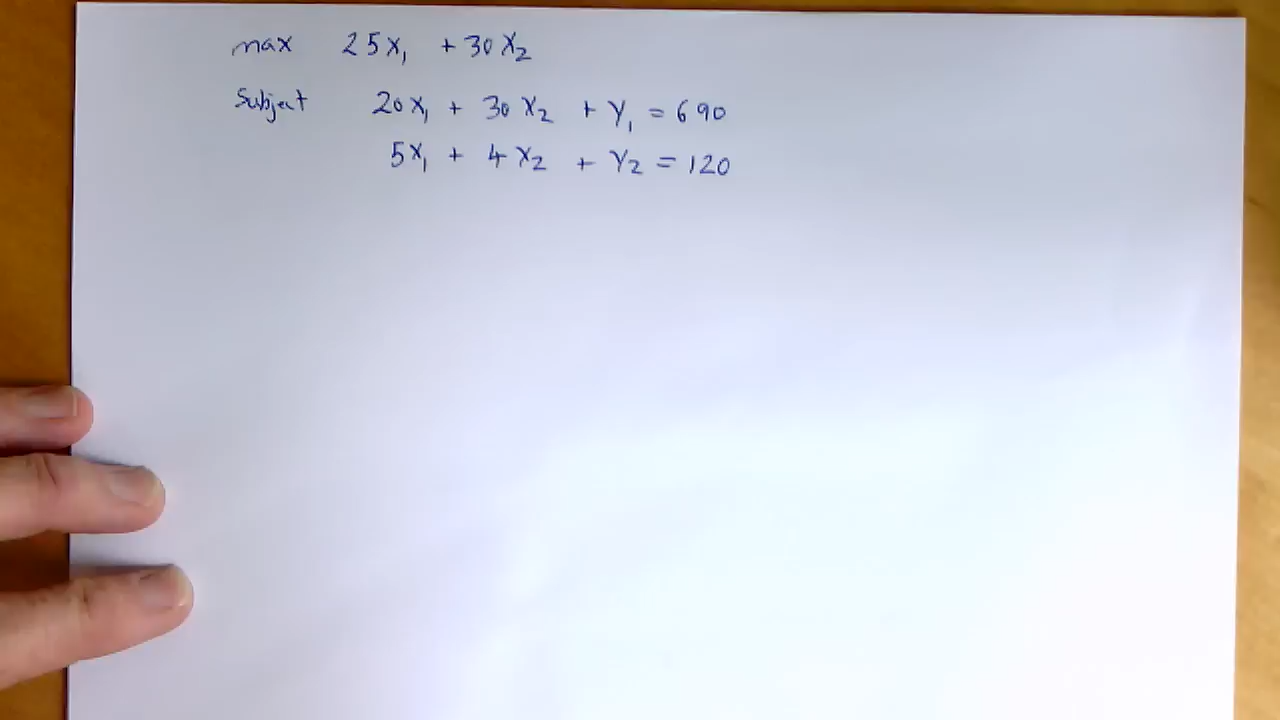 max 25x₁ + 30x₂
Subject 20x₁ + 30x₂ + y₁ = 690
5x₁ + 4x₂ + y₂ = 120